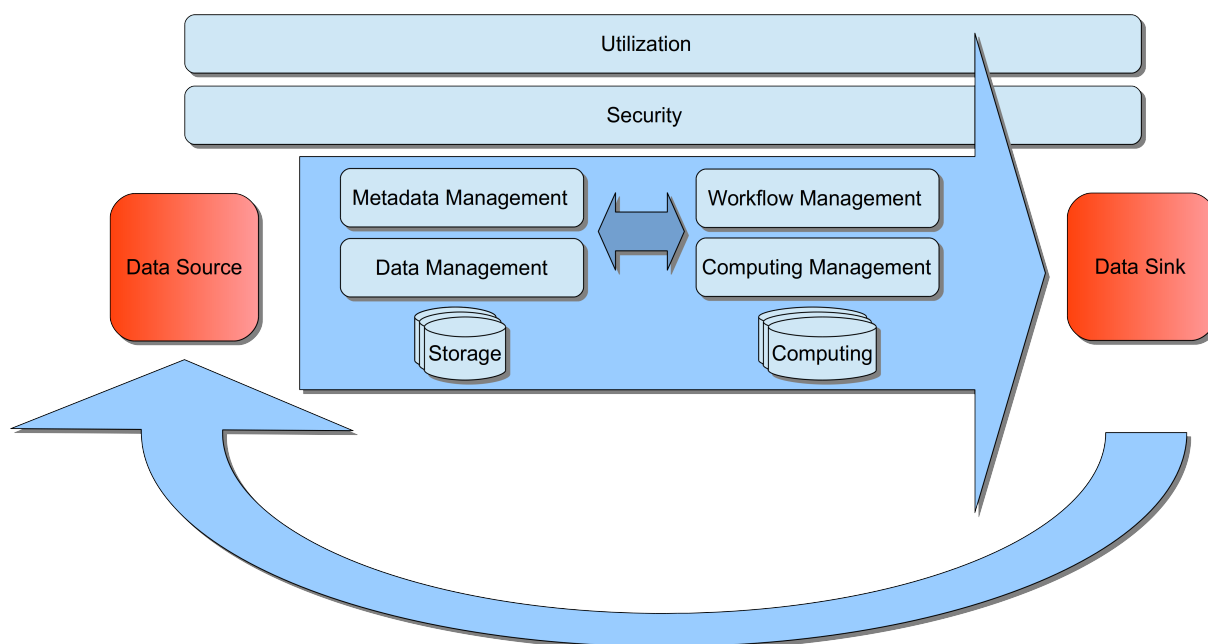 Utilization
Security
Metadata Management
Workflow Management
Data Source
Data Management
Computing Management
Data Sink
Storage
Computing